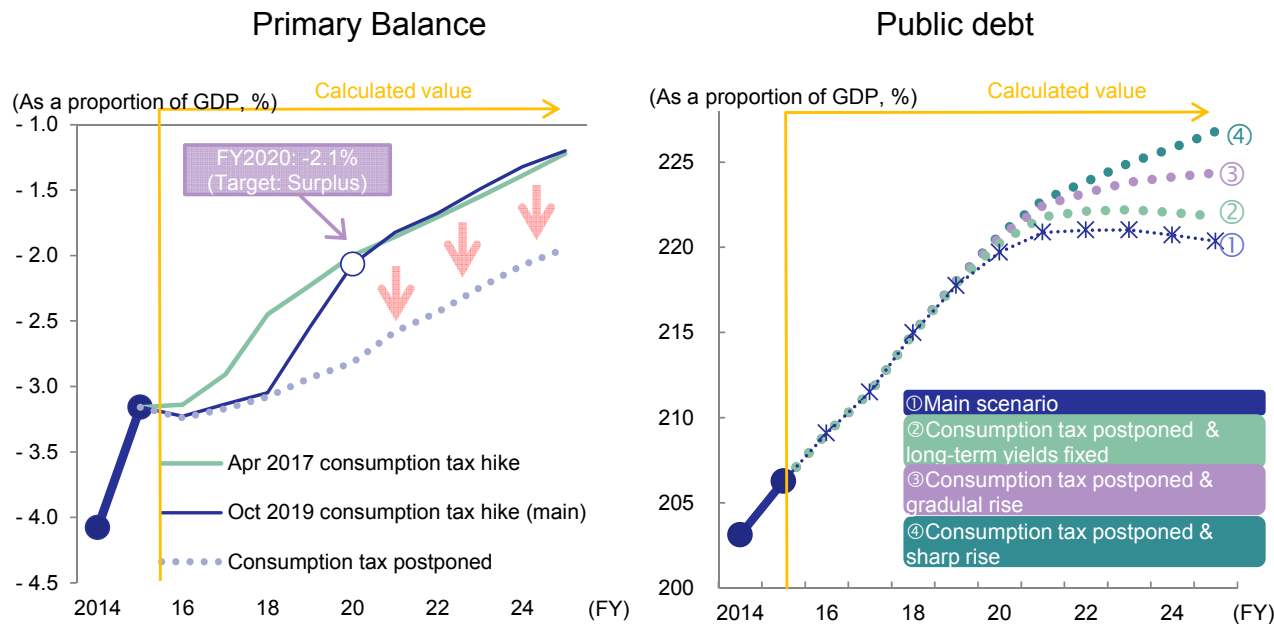 Primary Balance
(As a proportion of GDP, %)
Calculated value
- 1.0
- 1.5
- 2.0
- 2.5
- 3.0
- 3.5
- 4.0
- 4.5
FY2020: -2.1%
(Target: Surplus)
Apr 2017 consumption tax hike
Oct 2019 consumption tax hike (main)
Consumption tax postponed
2014 16 18 20 22 24 (FY)
Public debt
(As a proportion of GDP, %)
Calculated value
225
220
215
210
205
200
④
③
②
①
①Main scenario
②Consumption tax postponed &
long-term yields fixed
③Consumption tax postponed &
gradulal rise
④Consumption tax postponed &
sharp rise
2014 16 18 20 22 24 (FY)